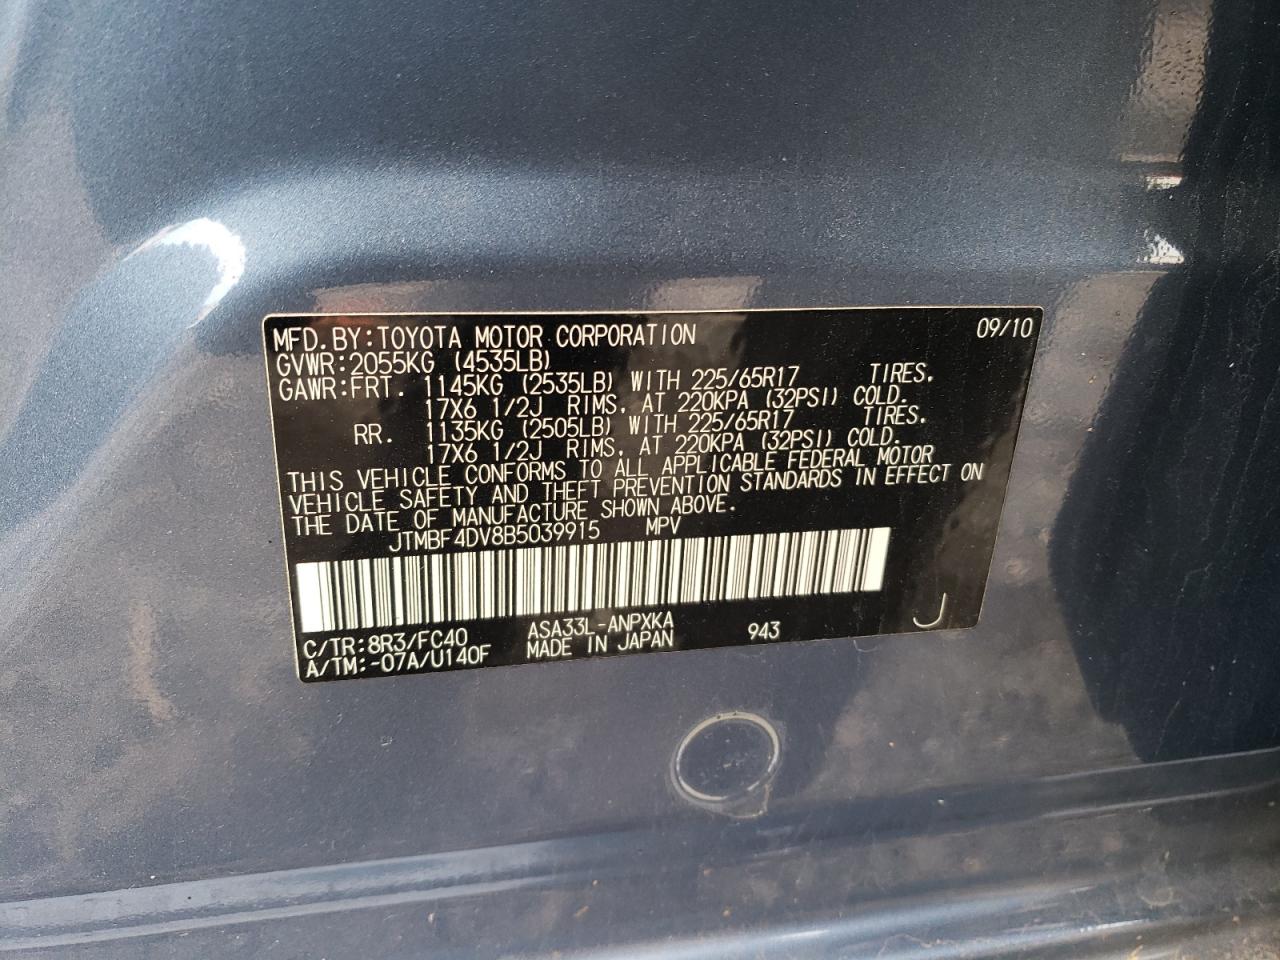 MFD.BY:TOYOTA MOTOR CORPORATION 09/10
GVWR:2055KG (4535LB)
GAWR:FRT. 1145KG (2535LB) WITH 225/65R17 TIRES,
17X6 1/2J RIMS, AT 220KPA (32PSI) COLD.
RR. 1135KG (2505LB) WITH 225/65R17 TIRES,
17X6 1/2J RIMS, AT 220KPA (32PSI) COLD.
THIS VEHICLE CONFORMS TO ALL APPLICABLE FEDERAL MOTOR
VEHICLE SAFETY AND THEFT PREVENTION STANDARDS IN EFFECT ON
THE DATE OF MANUFACTURE SHOWN ABOVE.
JTMBF4DV8B5039915 MPV
C/TR:8R3/FC40 ASA33L-ANPXKA 943 J
A/TM:-07A/U140F MADE IN JAPAN